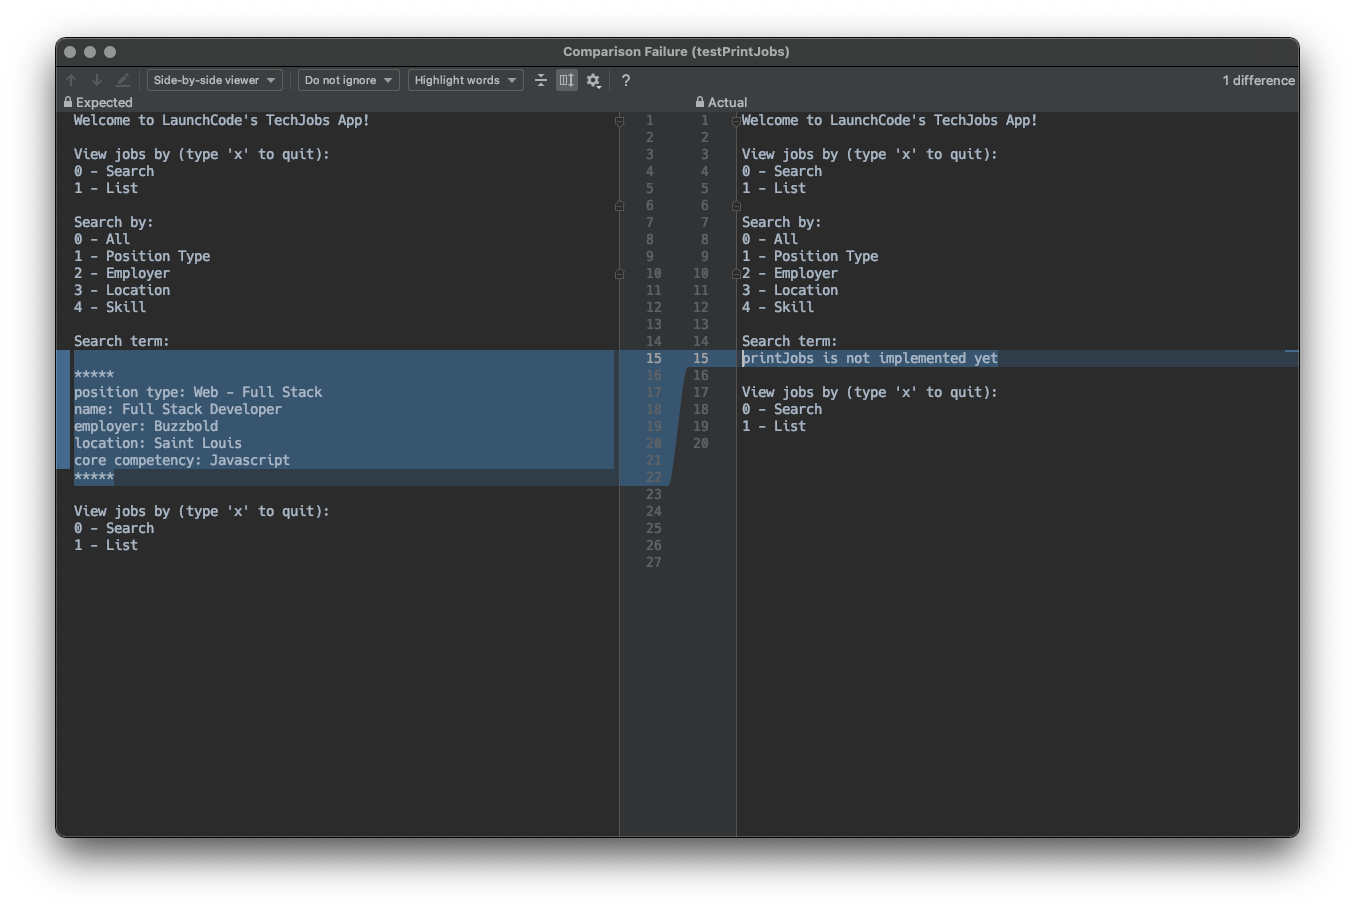 Comparison Failure (testPrintJobs)
Side-by-side viewer Do not ignore Highlight words ? 1 difference
Expected
Welcome to LaunchCode's TechJobs App! 1
2
View jobs by (type 'x' to quit): 3
0 - Search 4
1 - List 5
6
Search by: 7
0 - All 8
1 - Position Type 9
2 - Employer 10
3 - Location 11
4 - Skill 12
13
Search term: 14
15
***** 16
position type: Web - Full Stack 17
name: Full Stack Developer 18
employer: Buzzbold 19
location: Saint Louis 20
core competency: Javascript 21
***** 22
23
View jobs by (type 'x' to quit): 24
0 - Search 25
1 - List 26
27
Actual
1 Welcome to LaunchCode's TechJobs App!
2
3 View jobs by (type 'x' to quit):
4 0 - Search
5 1 - List
6
7 Search by:
8 0 - All
9 1 - Position Type
10 2 - Employer
11 3 - Location
12 4 - Skill
13
14 Search term:
15 printJobs is not implemented yet
16
17 View jobs by (type 'x' to quit):
18 0 - Search
19 1 - List
20